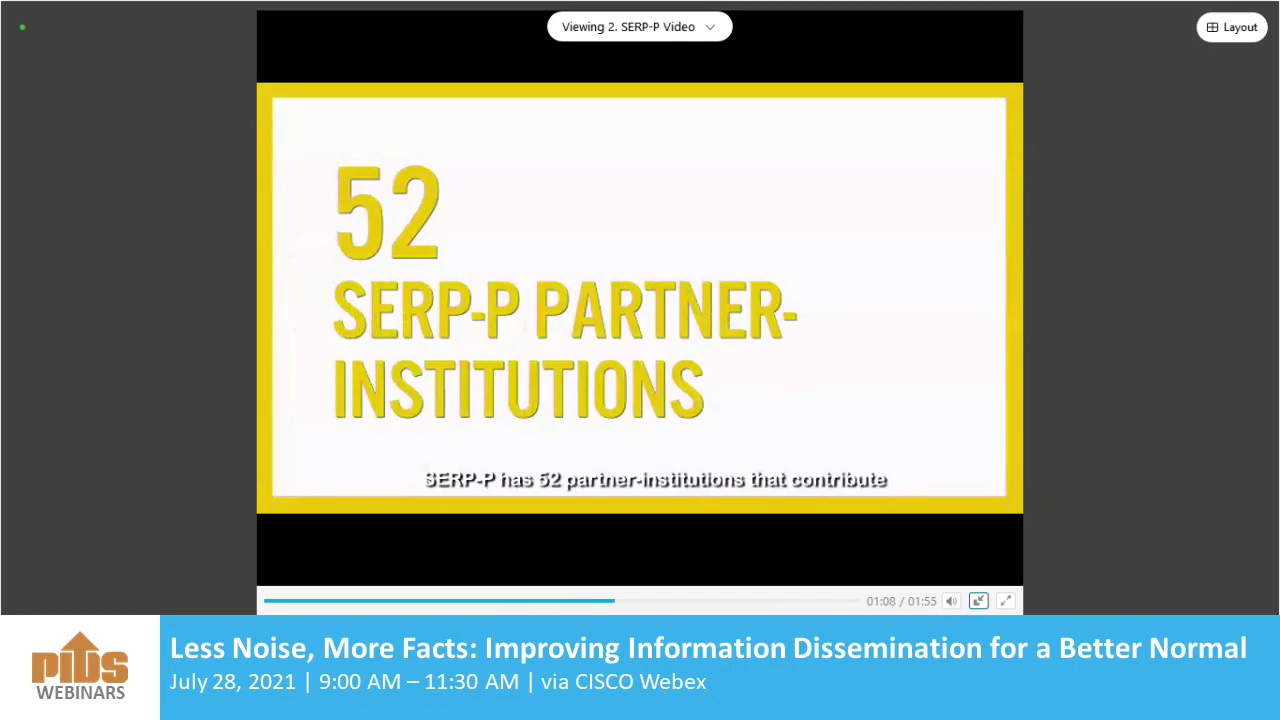 Viewing 2. SERP-P Video
Layout
52
SERP-P PARTNER-
INSTITUTIONS
SERP-P has 52 partner-institutions that contribute
01:08 / 01:55
PIDS
WEBINARS
Less Noise, More Facts: Improving Information Dissemination for a Better Normal
July 28, 2021 | 9:00 AM – 11:30 AM | via CISCO Webex